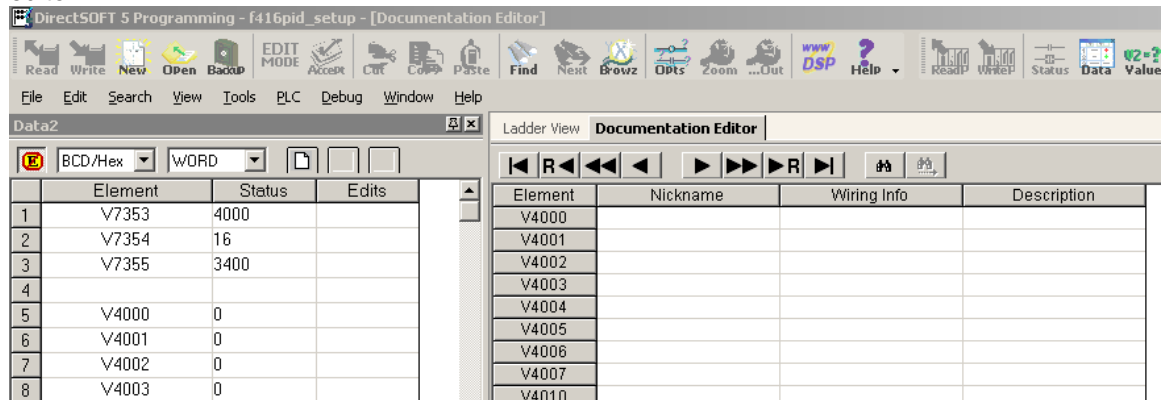 DirectSOFT 5 Programming - f416pid_setup - [Documentation Editor]
Read Write New Open Backup EDIT MODE Accept Cut Copy Paste Find Next Browz Opts Zoom ...Out WWW DSP Help ReadP WriteP Status Data Value
File Edit Search View Tools PLC Debug Window Help
Data2
Ladder View Documentation Editor
E BCD/Hex WORD
R R
Element Status Edits
1 V7353 4000
2 V7354 16
3 V7355 3400
4
5 V4000 0
6 V4001 0
7 V4002 0
8 V4003 0
Element Nickname Wiring Info Description
V4000
V4001
V4002
V4003
V4004
V4005
V4006
V4007
V4010